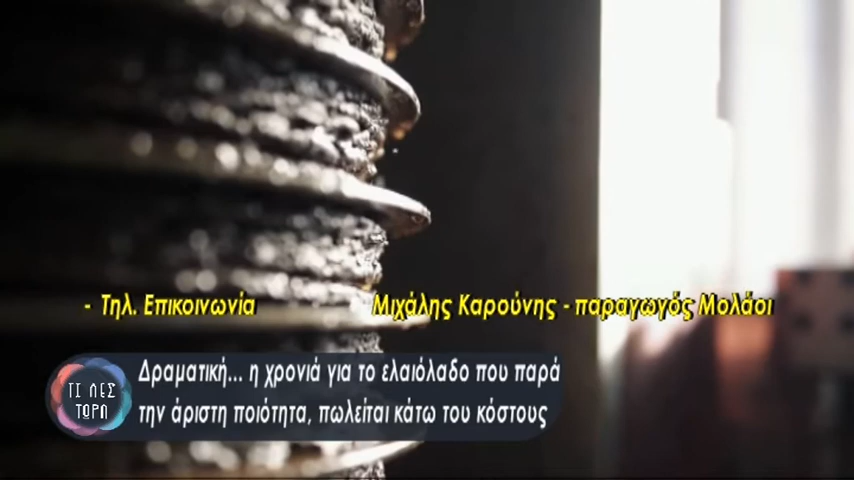 - Τηλ. Επικοινωνία
Μιχάλης Καρούνης - παραγωγός Μολάοι
ΤΙ ΛΕΣ
ΤΩΡΑ
Δραματική... η χρονιά για το ελαιόλαδο που παρά
την άριστη ποιότητα, πωλείται κάτω του κόστους